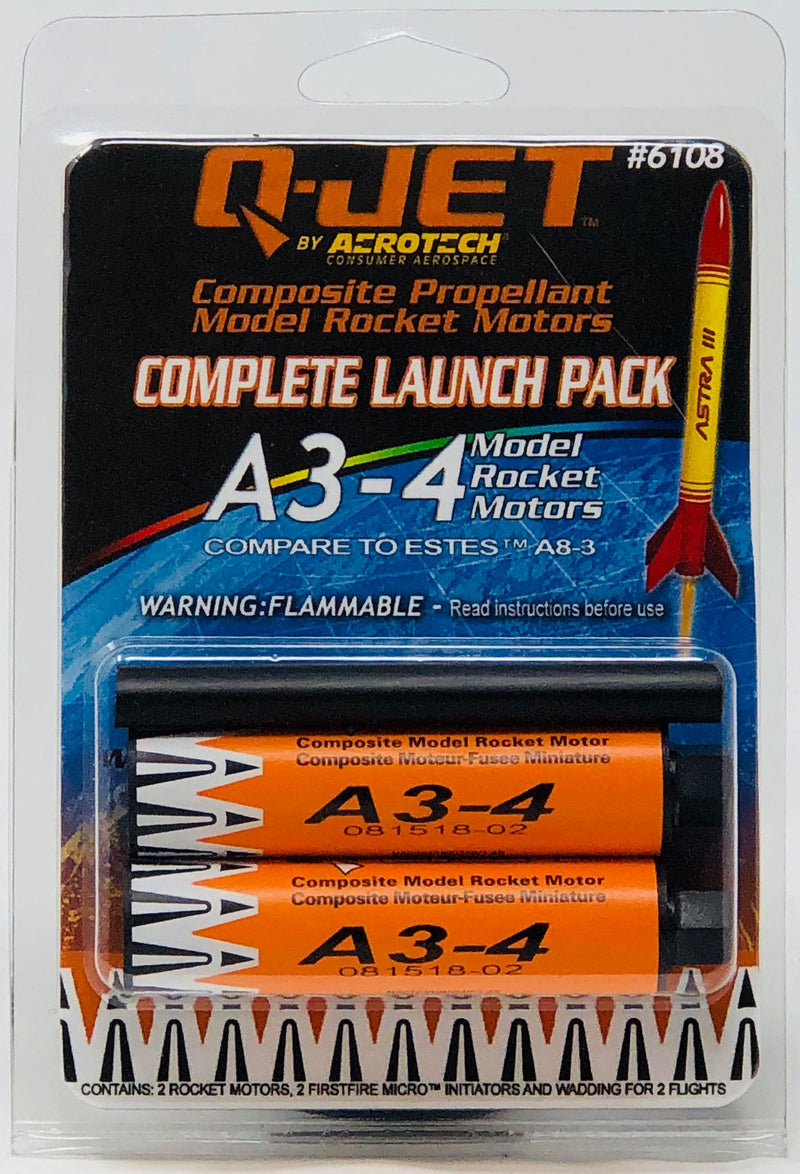 #6108
Q-JET™
BY AEROTECH®
CONSUMER AEROSPACE
Composite Propellant
Model Rocket Motors
COMPLETE LAUNCH PACK
ASTRA III
A3-4 Model
Rocket
Motors
COMPARE TO ESTES™ A8-3
WARNING:FLAMMABLE - Read instructions before use
Composite Model Rocket Motor
Composite Moteur-Fusee Miniature
A3-4
081518-02
Composite Model Rocket Motor
Composite Moteur-Fusee Miniature
A3-4
081518-02
CONTAINS: 2 ROCKET MOTORS, 2 FIRSTFIRE MICRO™ INITIATORS AND WADDING FOR 2 FLIGHTS